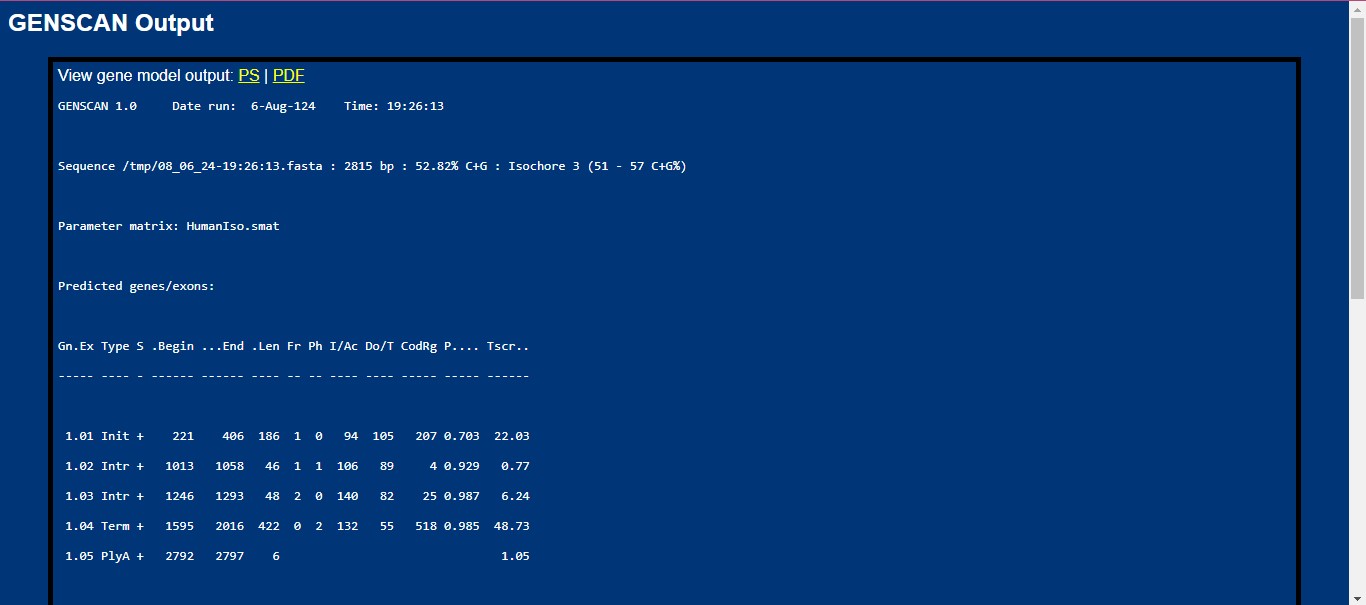 GENSCAN Output
View gene model output: PS | PDF
GENSCAN 1.0     Date run:  6-Aug-124    Time: 19:26:13
Sequence /tmp/08_06_24-19:26:13.fasta : 2815 bp : 52.82% C+G : Isochore 3 (51 - 57 C+G%)
Parameter matrix: HumanIso.smat
Predicted genes/exons:
Gn.Ex Type S .Begin ...End .Len Fr Ph I/Ac Do/T CodRg P.... Tscr..
----- ---- - ------ ------ ---- -- -- ---- ---- ----- ----- ------
 1.01 Init +    221    406  186  1  0   94  105   207 0.703  22.03
 1.02 Intr +   1013   1058   46  1  1  106   89     4 0.929   0.77
 1.03 Intr +   1246   1293   48  2  0  140   82    25 0.987   6.24
 1.04 Term +   1595   2016  422  0  2  132   55   518 0.985  48.73
 1.05 PlyA +   2792   2797    6                               1.05